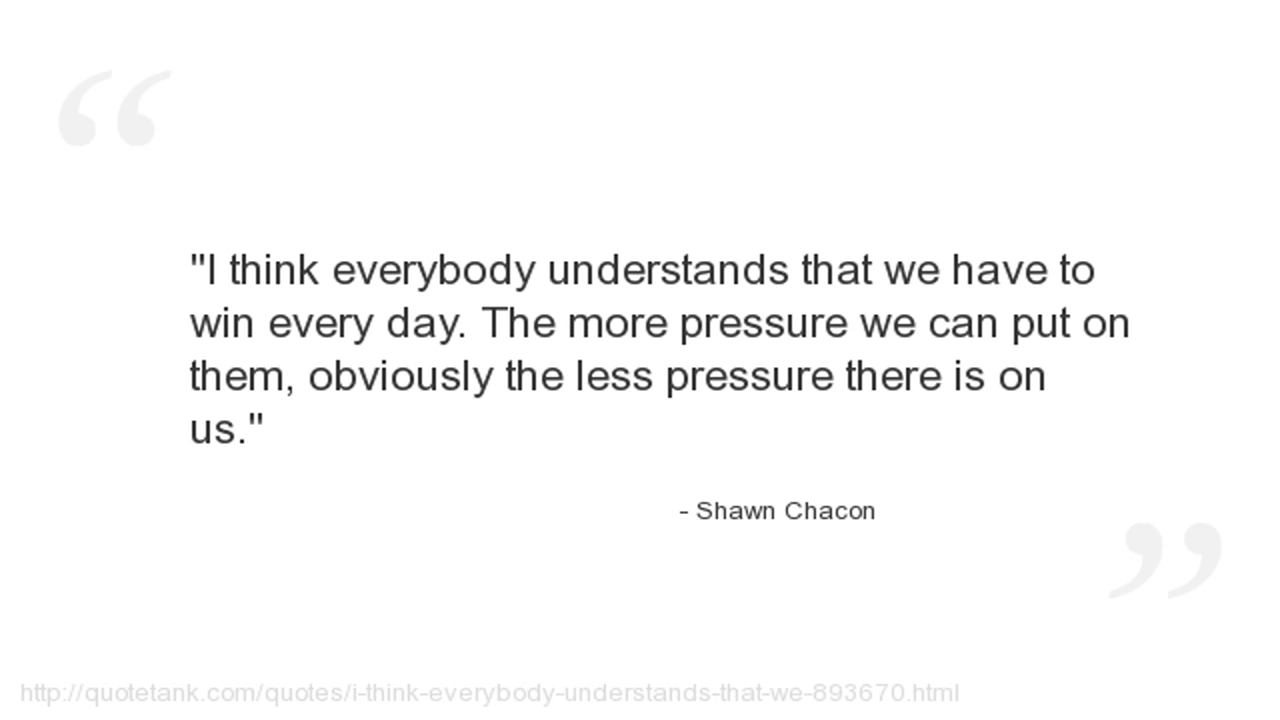 "I think everybody understands that we have to
win every day. The more pressure we can put on
them, obviously the less pressure there is on
us."
- Shawn Chacon
http://quotetank.com/quotes/i-think-everybody-understands-that-we-893670.html